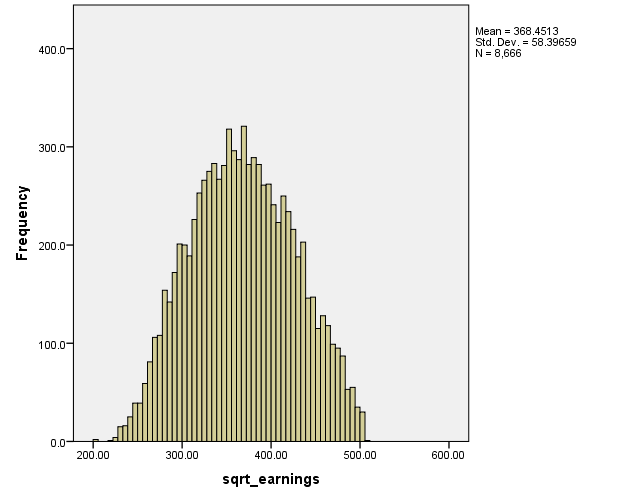 Mean = 368.4513
Std. Dev. = 58.39659
N = 8,666
Frequency
400.0
300.0
200.0
100.0
0.0
200.00 300.00 400.00 500.00 600.00
sqrt_earnings